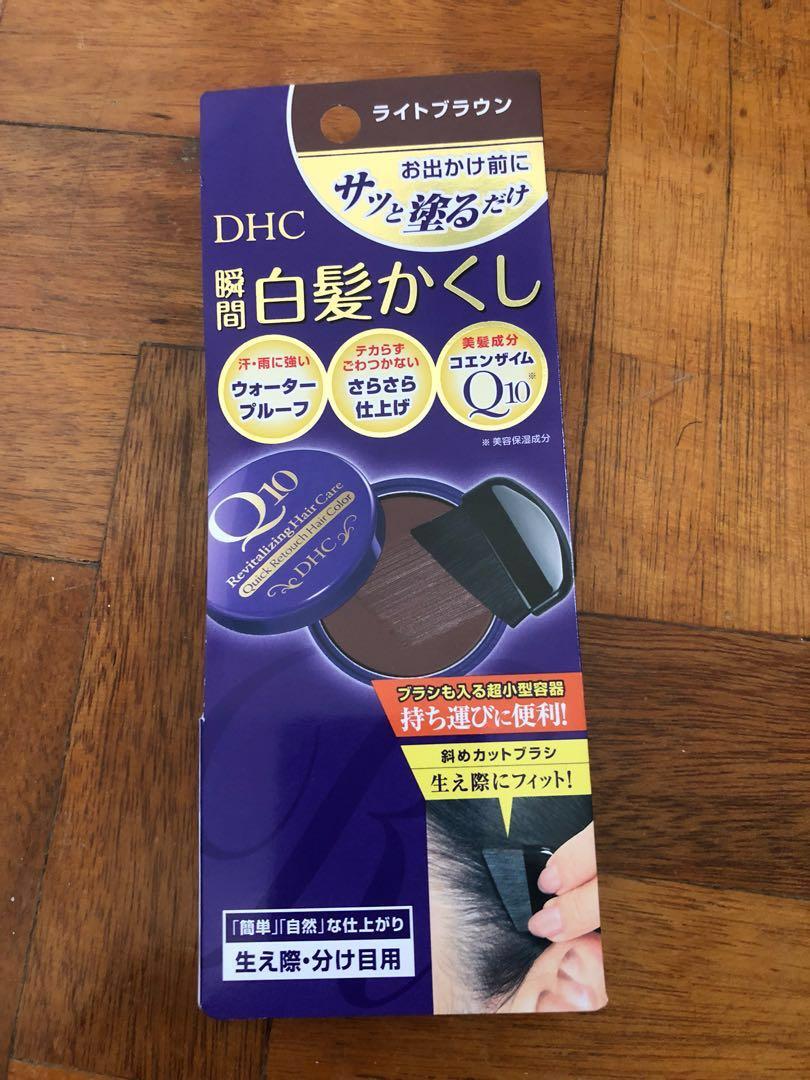 ライトブラウン
お出かけ前に
サッと塗るだけ
DHC
瞬間白髪かくし
汗・雨に強い
ウォーター
プルーフ
テカらず
ごわつかない
さらさら
仕上げ
美髪成分
コエンザイム
Q10※
※美容保湿成分
Q10
Revitalizing Hair Care
Quick Retouch Hair Color
DHC
ブラシも入る超小型容器
持ち運びに便利!
斜めカットブラシ
生え際にフィット!
「簡単」「自然」な仕上がり
生え際・分け目用